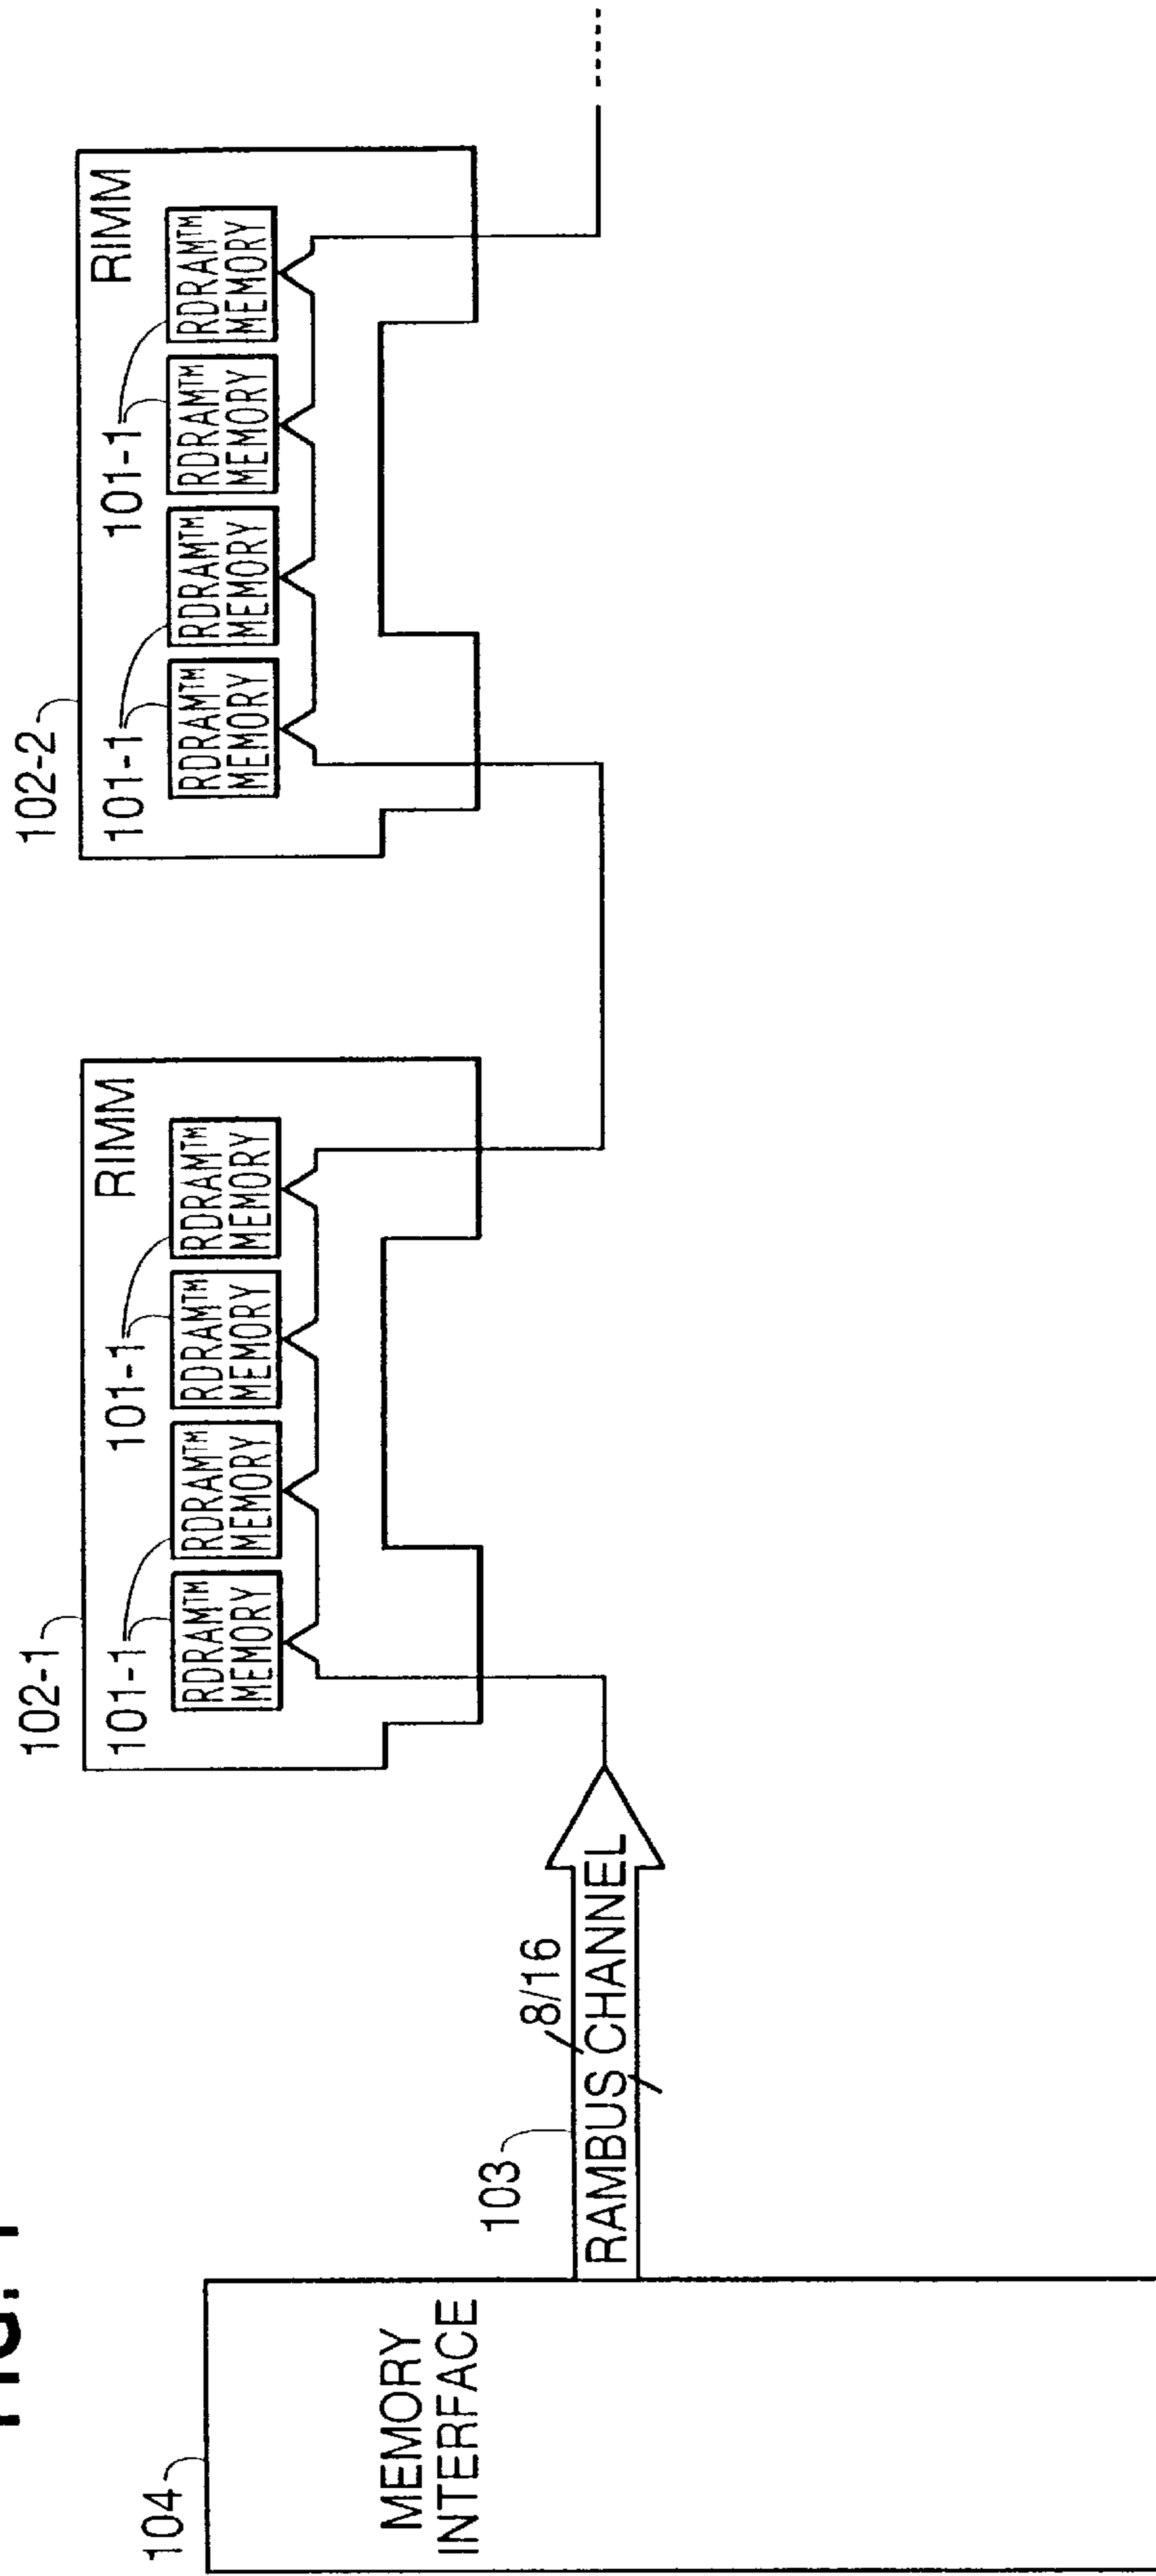 102-1
RIMM
101-1
101-1
RDRAM™
MEMORY
RDRAM™
MEMORY
RDRAM™
MEMORY
RDRAM™
MEMORY
102-2
RIMM
101-1
101-1
RDRAM™
MEMORY
RDRAM™
MEMORY
RDRAM™
MEMORY
RDRAM™
MEMORY
104
MEMORY
INTERFACE
103
8/16
RAMBUS CHANNEL